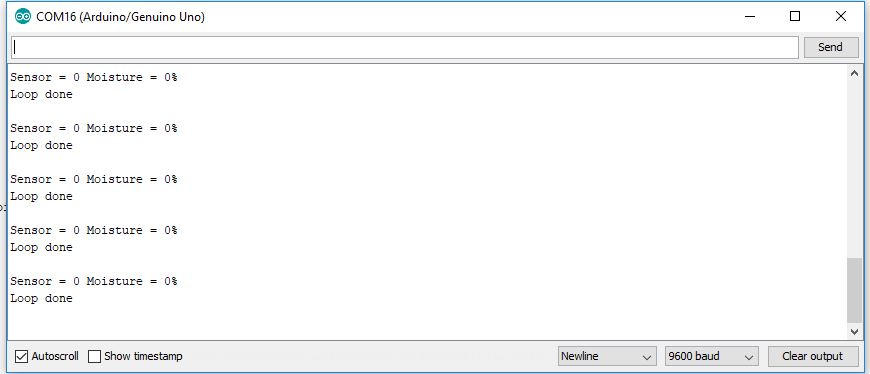 COM16 (Arduino/Genuino Uno)
Send
Sensor = 0 Moisture = 0%
Loop done
Sensor = 0 Moisture = 0%
Loop done
Sensor = 0 Moisture = 0%
Loop done
Sensor = 0 Moisture = 0%
Loop done
Sensor = 0 Moisture = 0%
Loop done
Autoscroll Show timestamp Newline 9600 baud Clear output